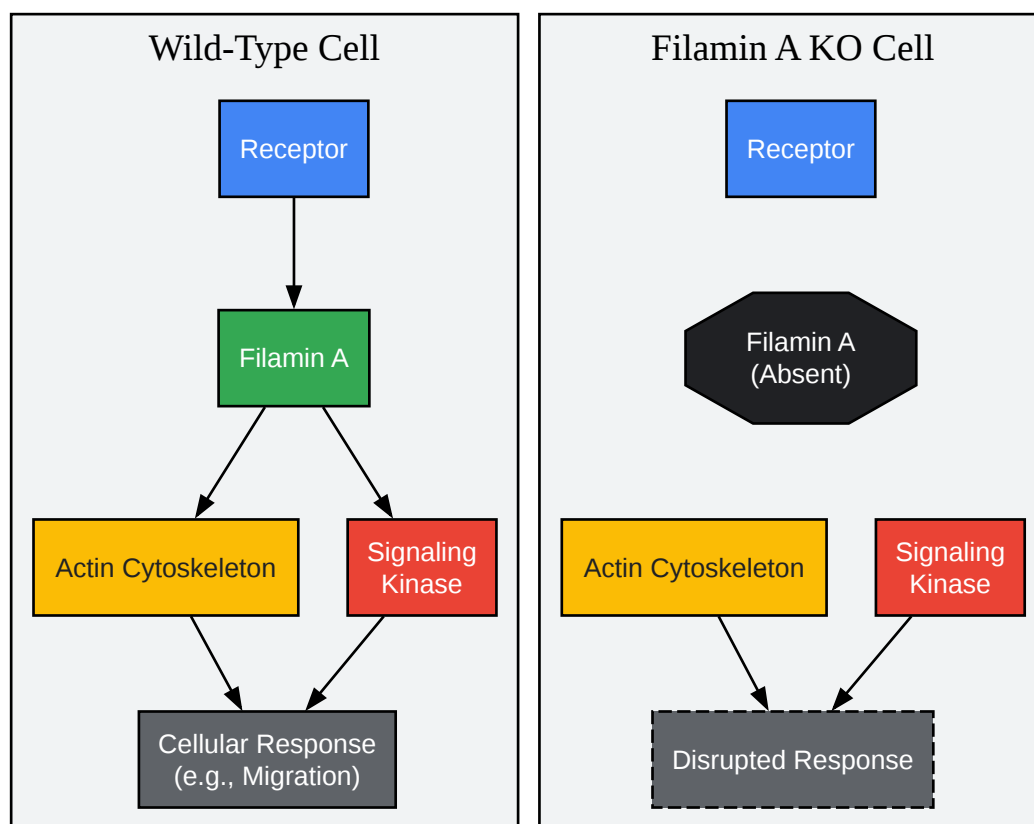 Wild-Type Cell
Receptor
Filamin A
Actin Cytoskeleton
Signaling
Kinase
Cellular Response
(e.g., Migration)
Filamin A KO Cell
Receptor
Filamin A
(Absent)
Actin Cytoskeleton
Signaling
Kinase
Disrupted Response